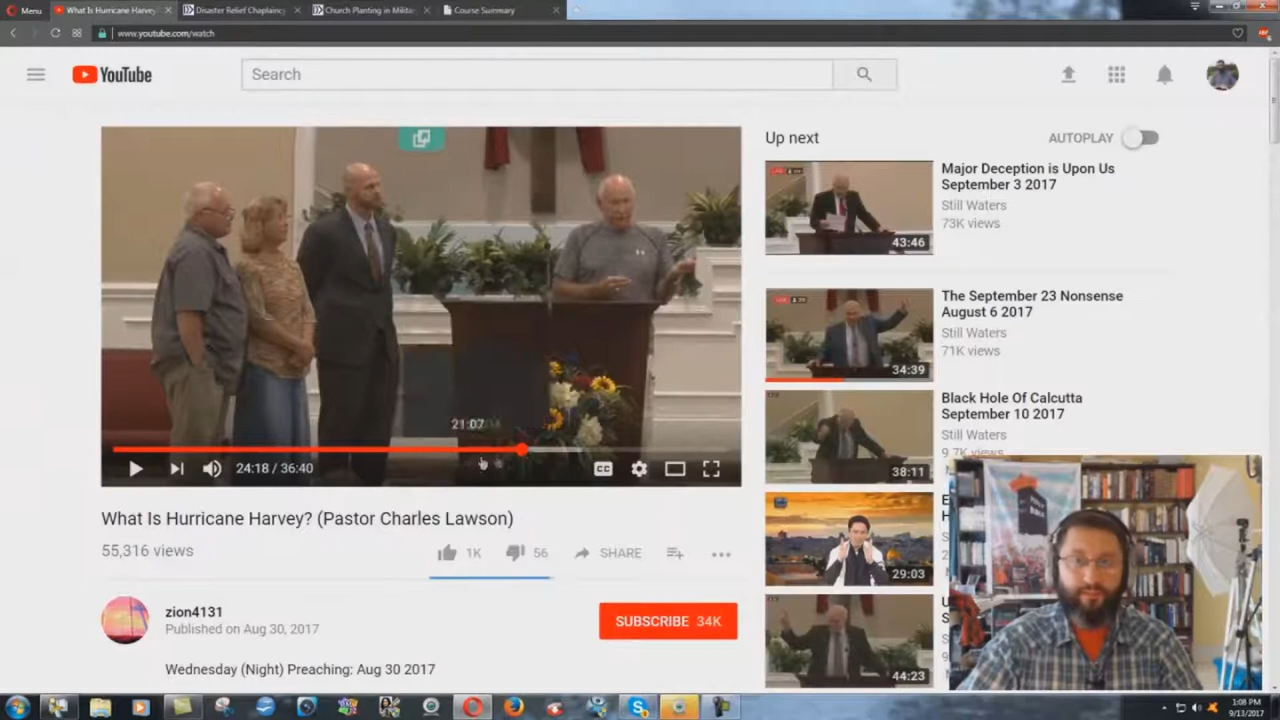 Menu
What Is Hurricane Harvey?
Disaster Relief Chaplaincy
Church Planting in Milita
Course Summary
www.youtube.com/watch
YouTube
Search
Up next
AUTOPLAY
Major Deception is Upon Us
September 3 2017
Still Waters
73K views
43:46
The September 23 Nonsense
August 6 2017
Still Waters
71K views
34:39
Black Hole Of Calcutta
September 10 2017
Still Waters
9.7K views
38:11
29:03
44:23
21:07
24:18 / 36:40
CC
What Is Hurricane Harvey? (Pastor Charles Lawson)
55,316 views
1K
56
SHARE
zion4131
Published on Aug 30, 2017
SUBSCRIBE 34K
Wednesday (Night) Preaching: Aug 30 2017
1:08 PM
9/13/2017